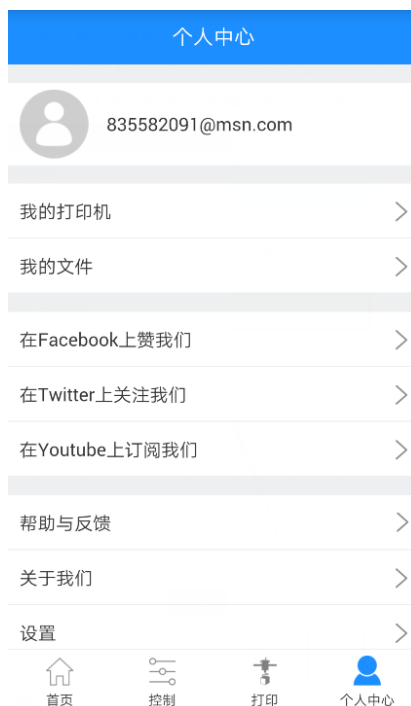 个人中心
835582091@msn.com
我的打印机
我的文件
在Facebook上赞我们
在Twitter上关注我们
在Youtube上订阅我们
帮助与反馈
关于我们
设置
首页 控制 打印 个人中心